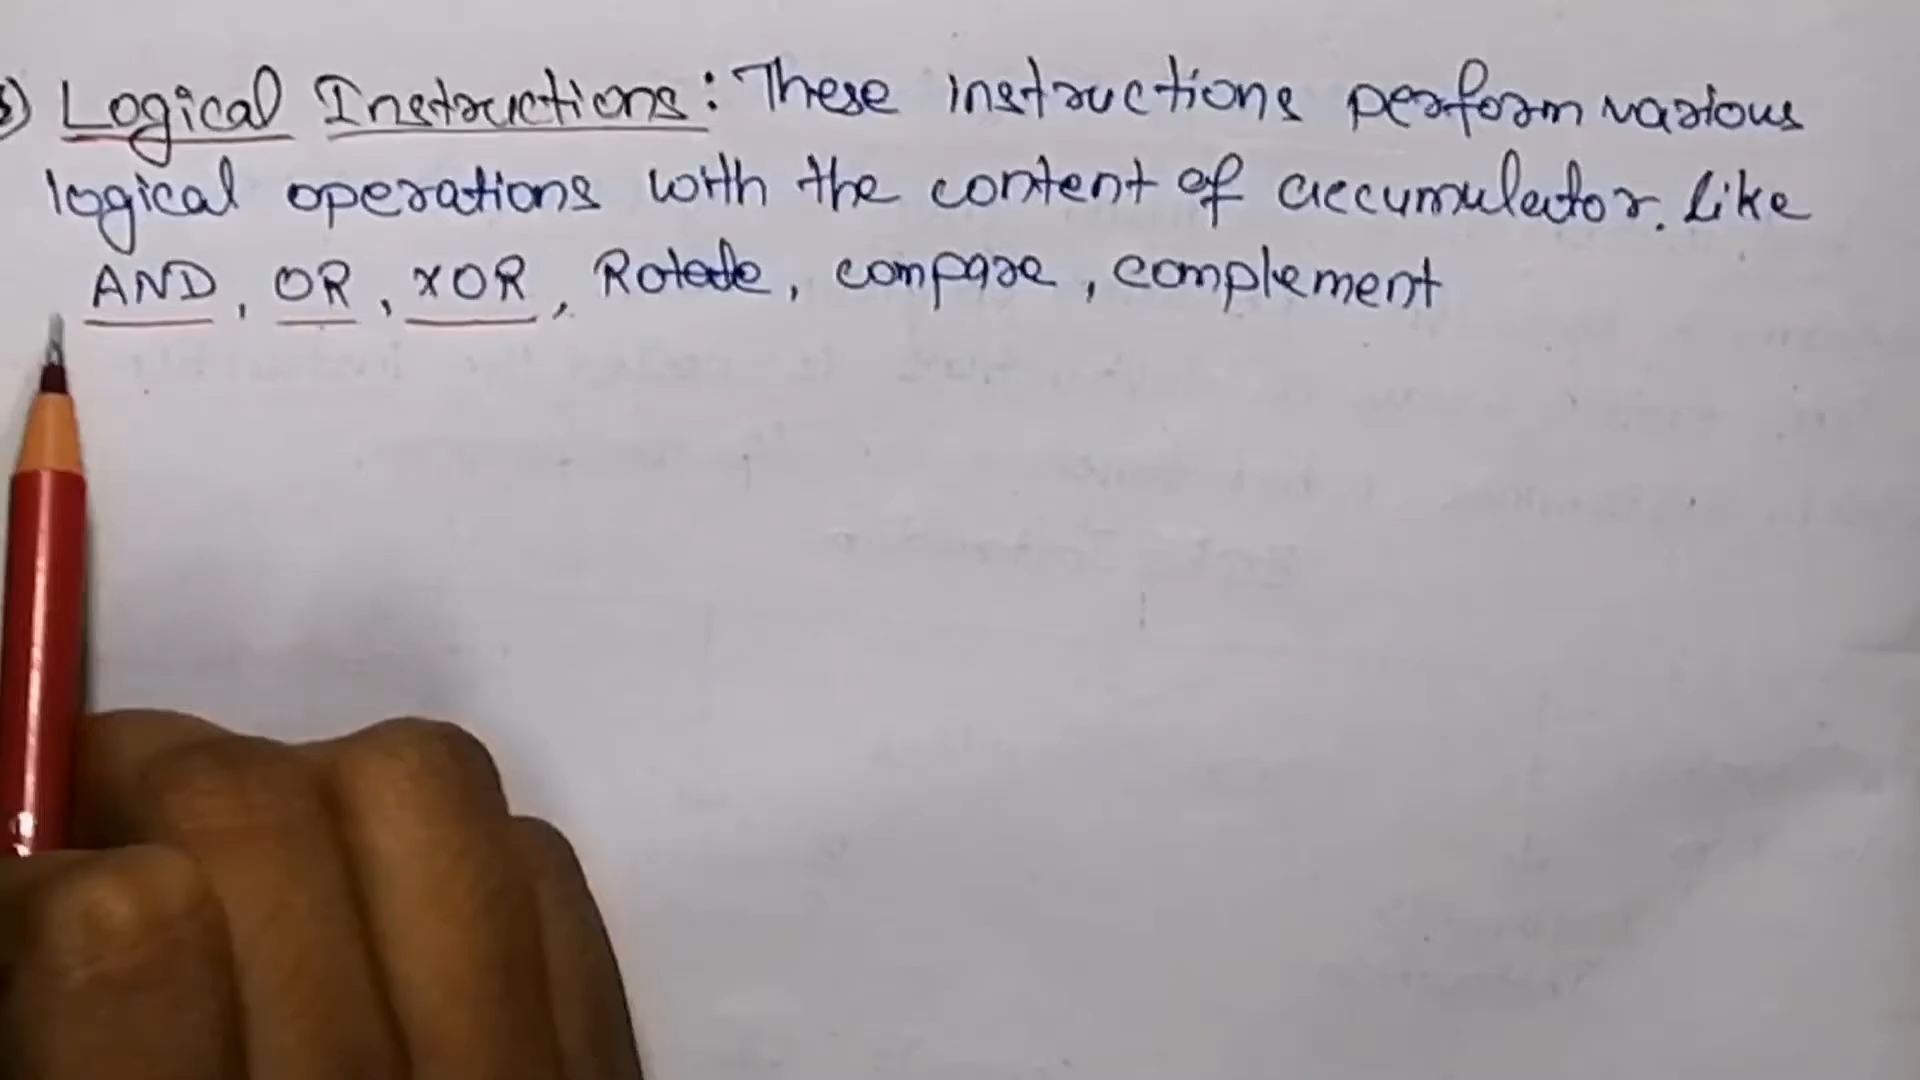 Logical Instructions: These instructions perform various
logical operations with the content of accumulator. Like
AND, OR, XOR, Rotate, compare, complement